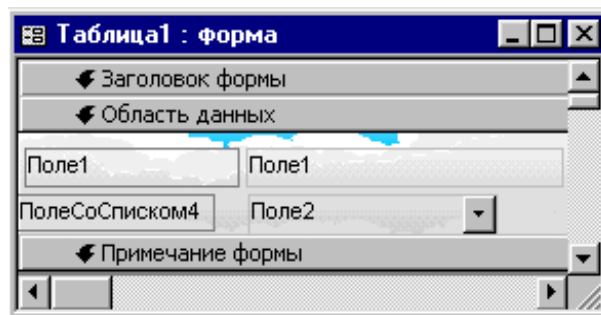 Таблица1 : форма
Заголовок формы
Область данных
Поле1 Поле1
ПолеСоСписком4 Поле2
Примечание формы